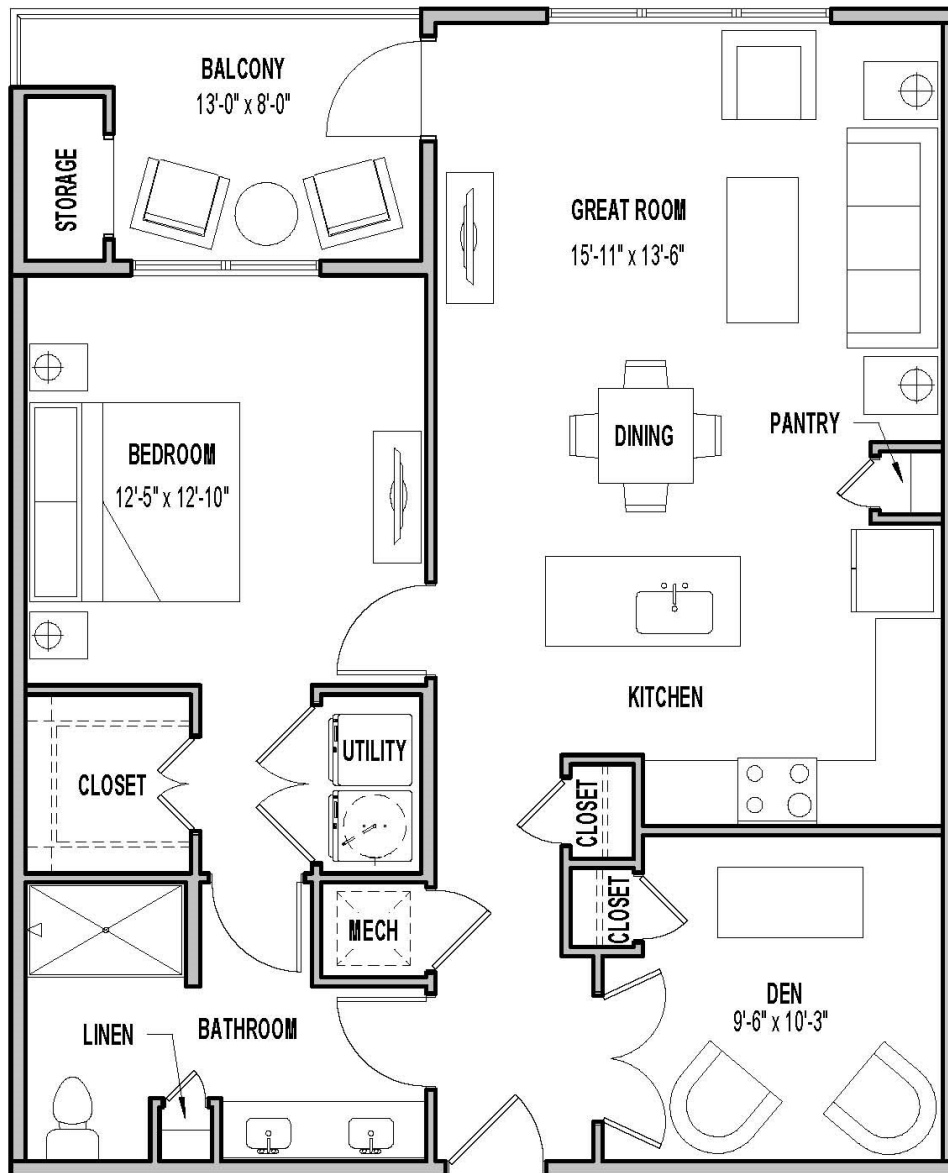 BALCONY
13'-0" x 8'-0"
STORAGE
GREAT ROOM
15'-11" x 13'-6"
DINING
PANTRY
BEDROOM
12'-5" x 12'-10"
KITCHEN
UTILITY
CLOSET
CLOSET
CLOSET
MECH
DEN
9'-6" x 10'-3"
LINEN
BATHROOM